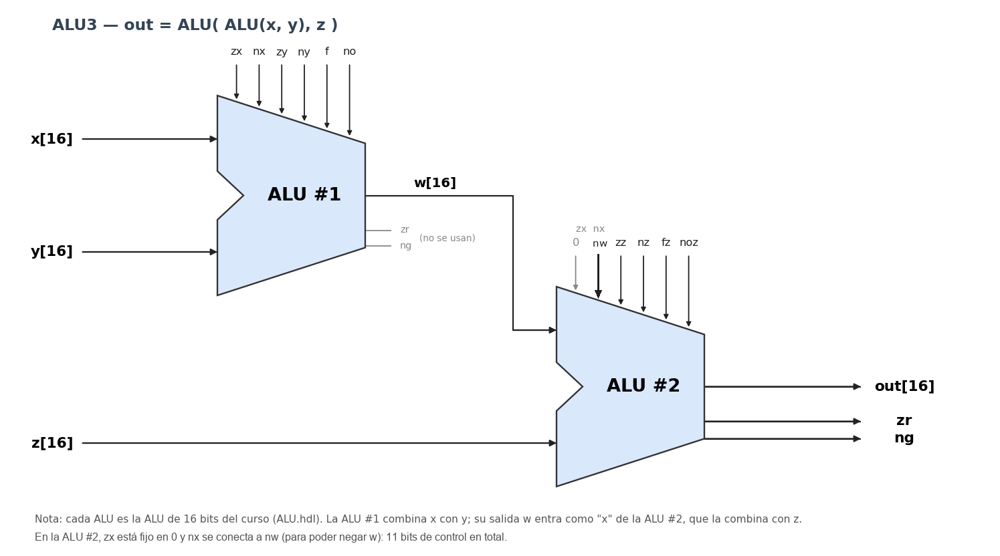 ALU3 — out = ALU( ALU(x, y), z )
zx nx zy ny f no
x[16]
ALU #1
w[16]
y[16]
zr
ng
(no se usan)
zx nx
0 nw zz nz fz noz
ALU #2
out[16]
zr
ng
z[16]
Nota: cada ALU es la ALU de 16 bits del curso (ALU.hdl). La ALU #1 combina x con y; su salida w entra como "x" de la ALU #2, que la combina con z.
En la ALU #2, zx está fijo en 0 y nx se conecta a nw (para poder negar w): 11 bits de control en total.